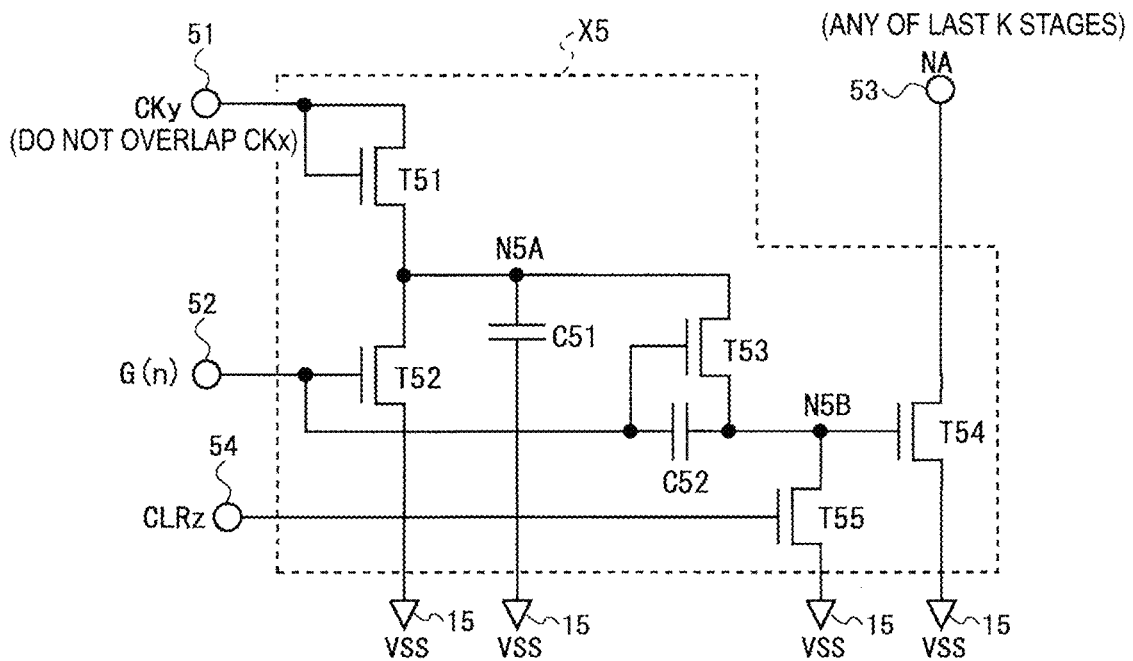 (ANY OF LAST K STAGES)
51
X5
NA
53
CKy
(DO NOT OVERLAP CKx)
T51
N5A
52
C51
T53
G(n)
T52
N5B
54
T54
C52
CLRz
T55
15
15
15
15
VSS
VSS
VSS
VSS